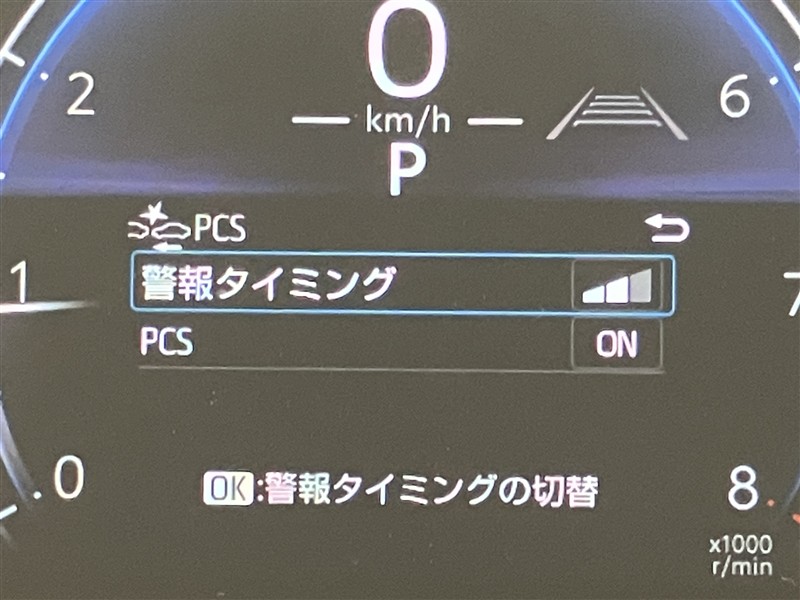 0
2
6
km/h
P
PCS
1
警報タイミング
7
PCS ON
0
OK:警報タイミングの切替
8
x1000
r/min